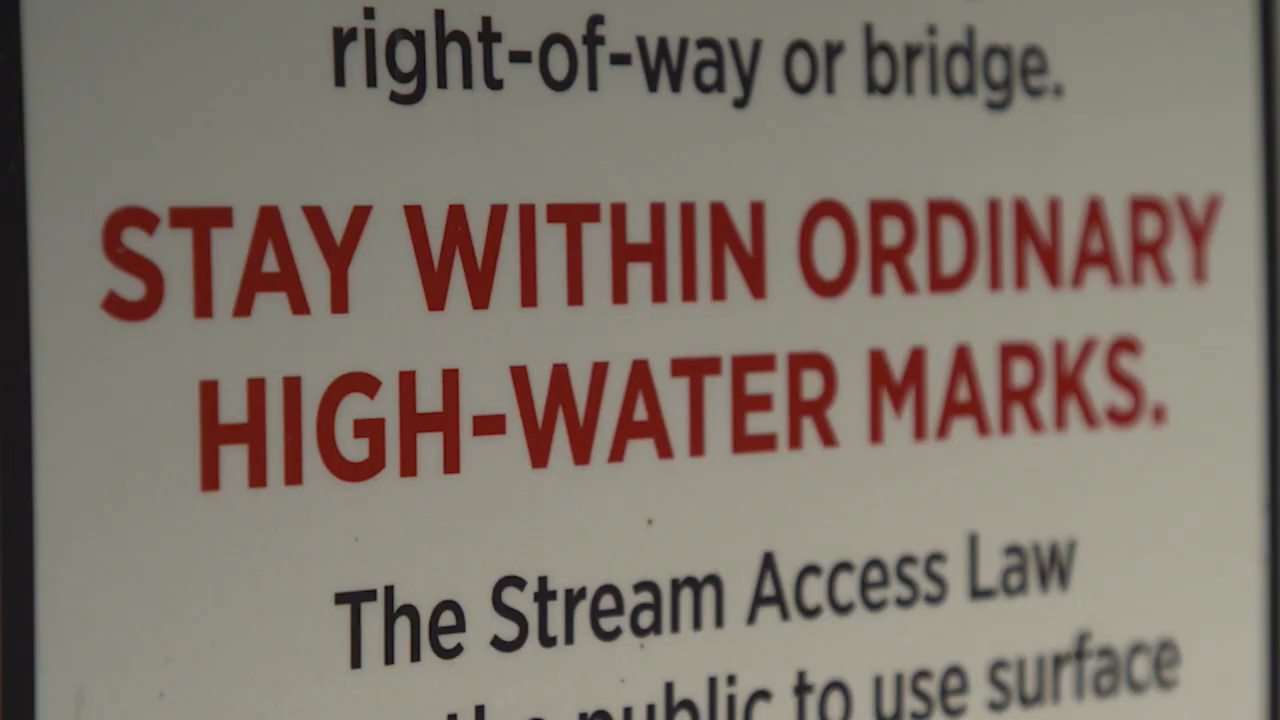 right-of-way or bridge.
STAY WITHIN ORDINARY
HIGH-WATER MARKS.
The Stream Access Law
the public to use surface